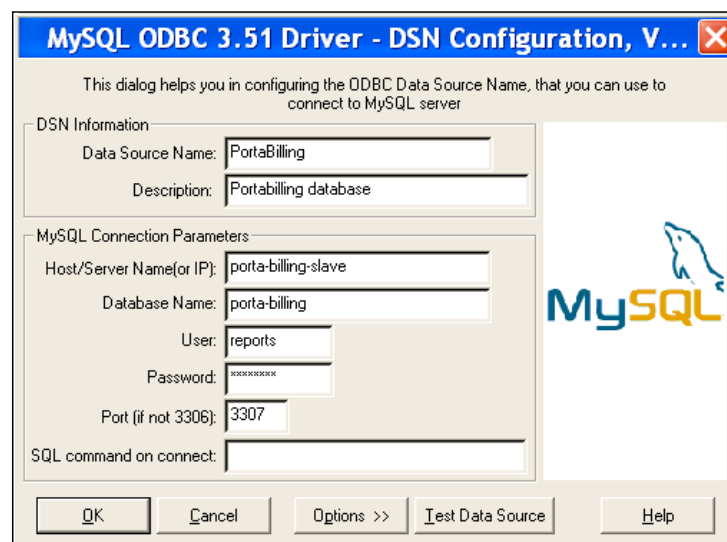 MySQL ODBC 3.51 Driver - DSN Configuration, V...
This dialog helps you in configuring the ODBC Data Source Name, that you can use to
connect to MySQL server
DSN Information
Data Source Name: PortaBilling
Description: Portabilling database
MySQL Connection Parameters
Host/Server Name(or IP): porta-billing-slave
Database Name: porta-billing
User: reports
Password: ********
Port (if not 3306): 3307
SQL command on connect:
MySQL
OK Cancel Options >> Test Data Source Help